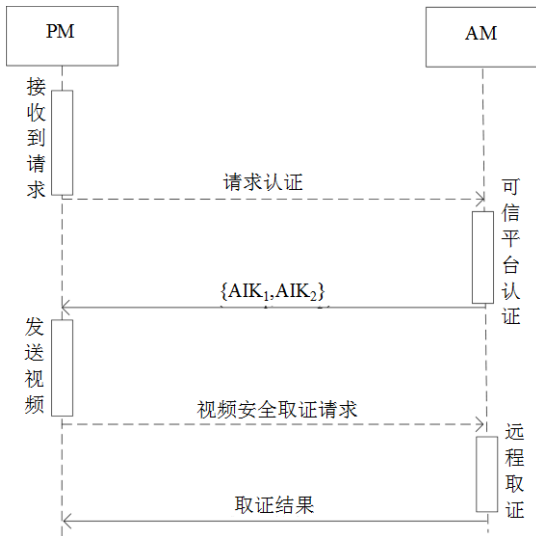 PM
AM
接收到请求
请求认证
可信平台认证
{AIK₁,AIK₂}
发送视频
视频安全取证请求
远程取证
取证结果